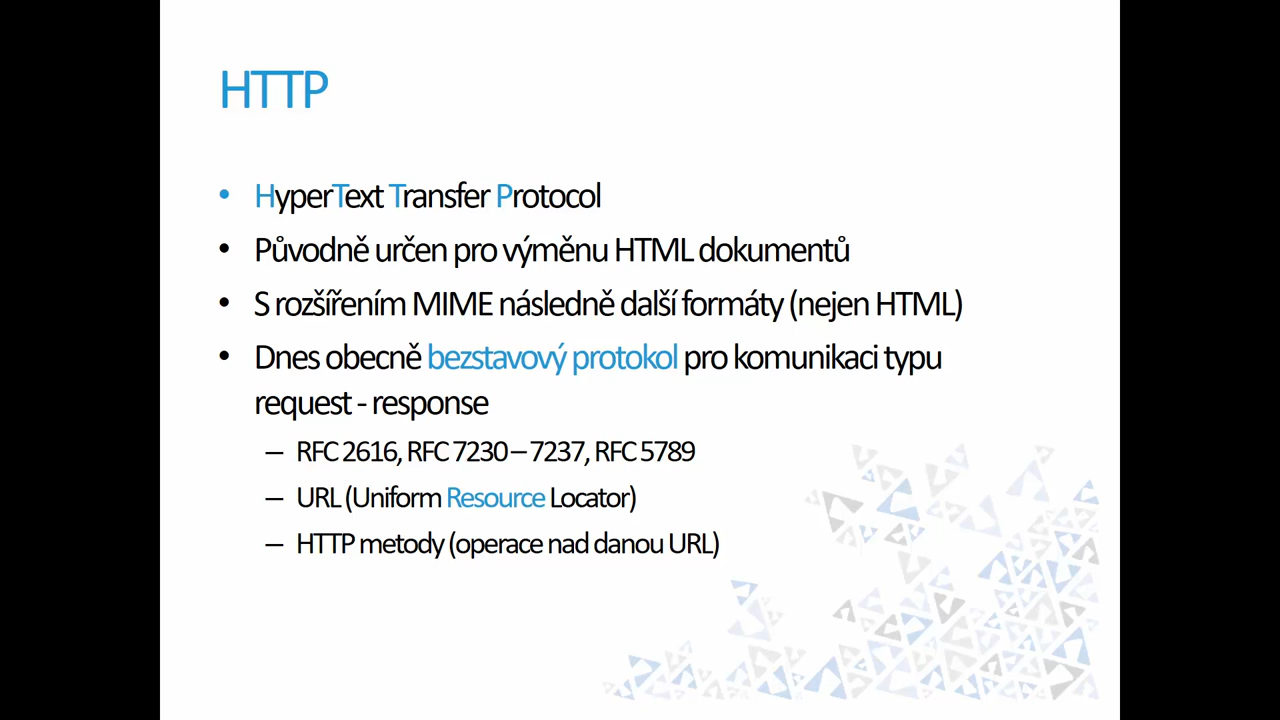 HTTP
• HyperText Transfer Protocol
• Původně určen pro výměnu HTML dokumentů
• S rozšířením MIME následně další formáty (nejen HTML)
• Dnes obecně bezstavový protokol pro komunikaci typu
request - response
– RFC 2616, RFC 7230 – 7237, RFC 5789
– URL (Uniform Resource Locator)
– HTTP metody (operace nad danou URL)